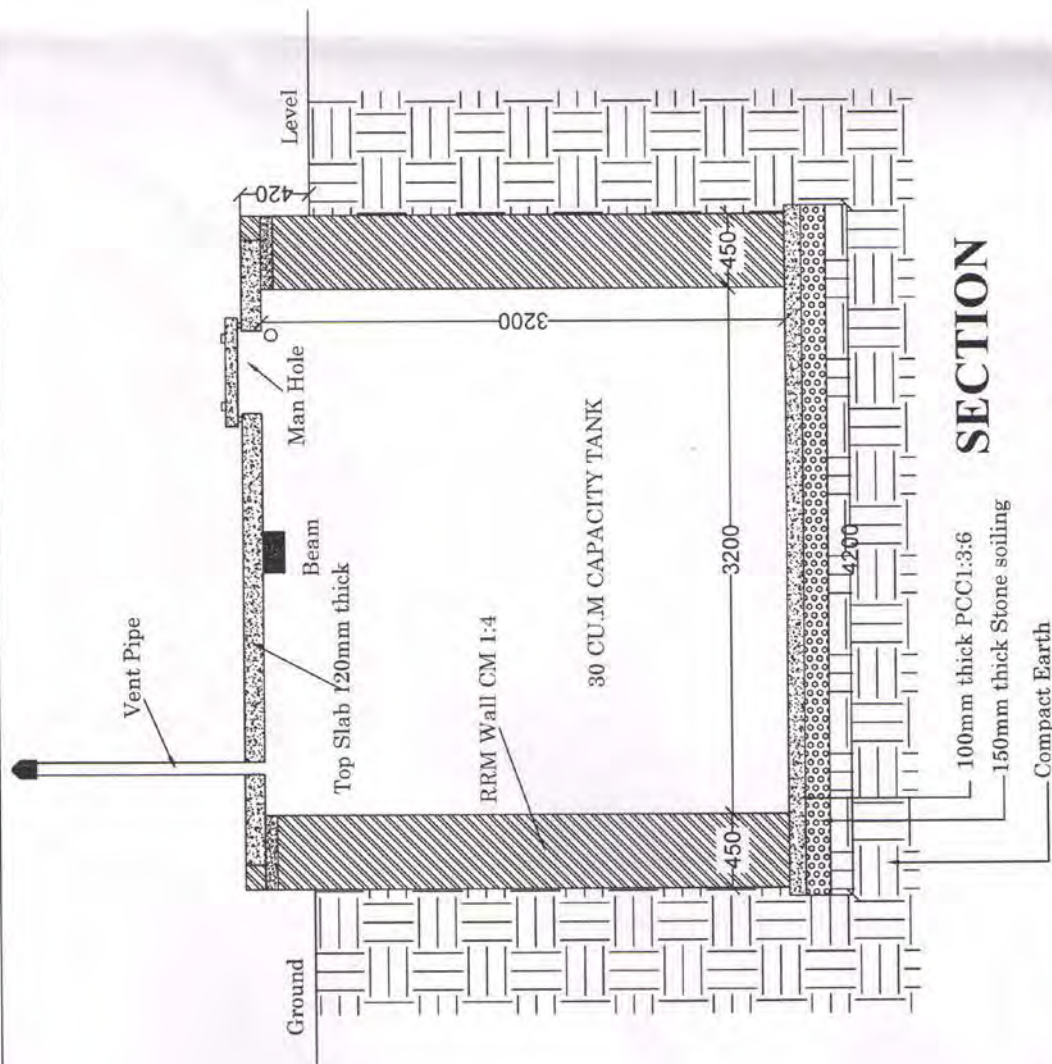 Vent Pipe
Level
420
Ground
Man Hole
Beam
Top Slab 120mm thick
3200
RRM Wall CM 1:4
30 CU.M CAPACITY TANK
450
3200
450
4200
100mm thick PCC1:3:6
150mm thick Stone soiling
Compact Earth
SECTION